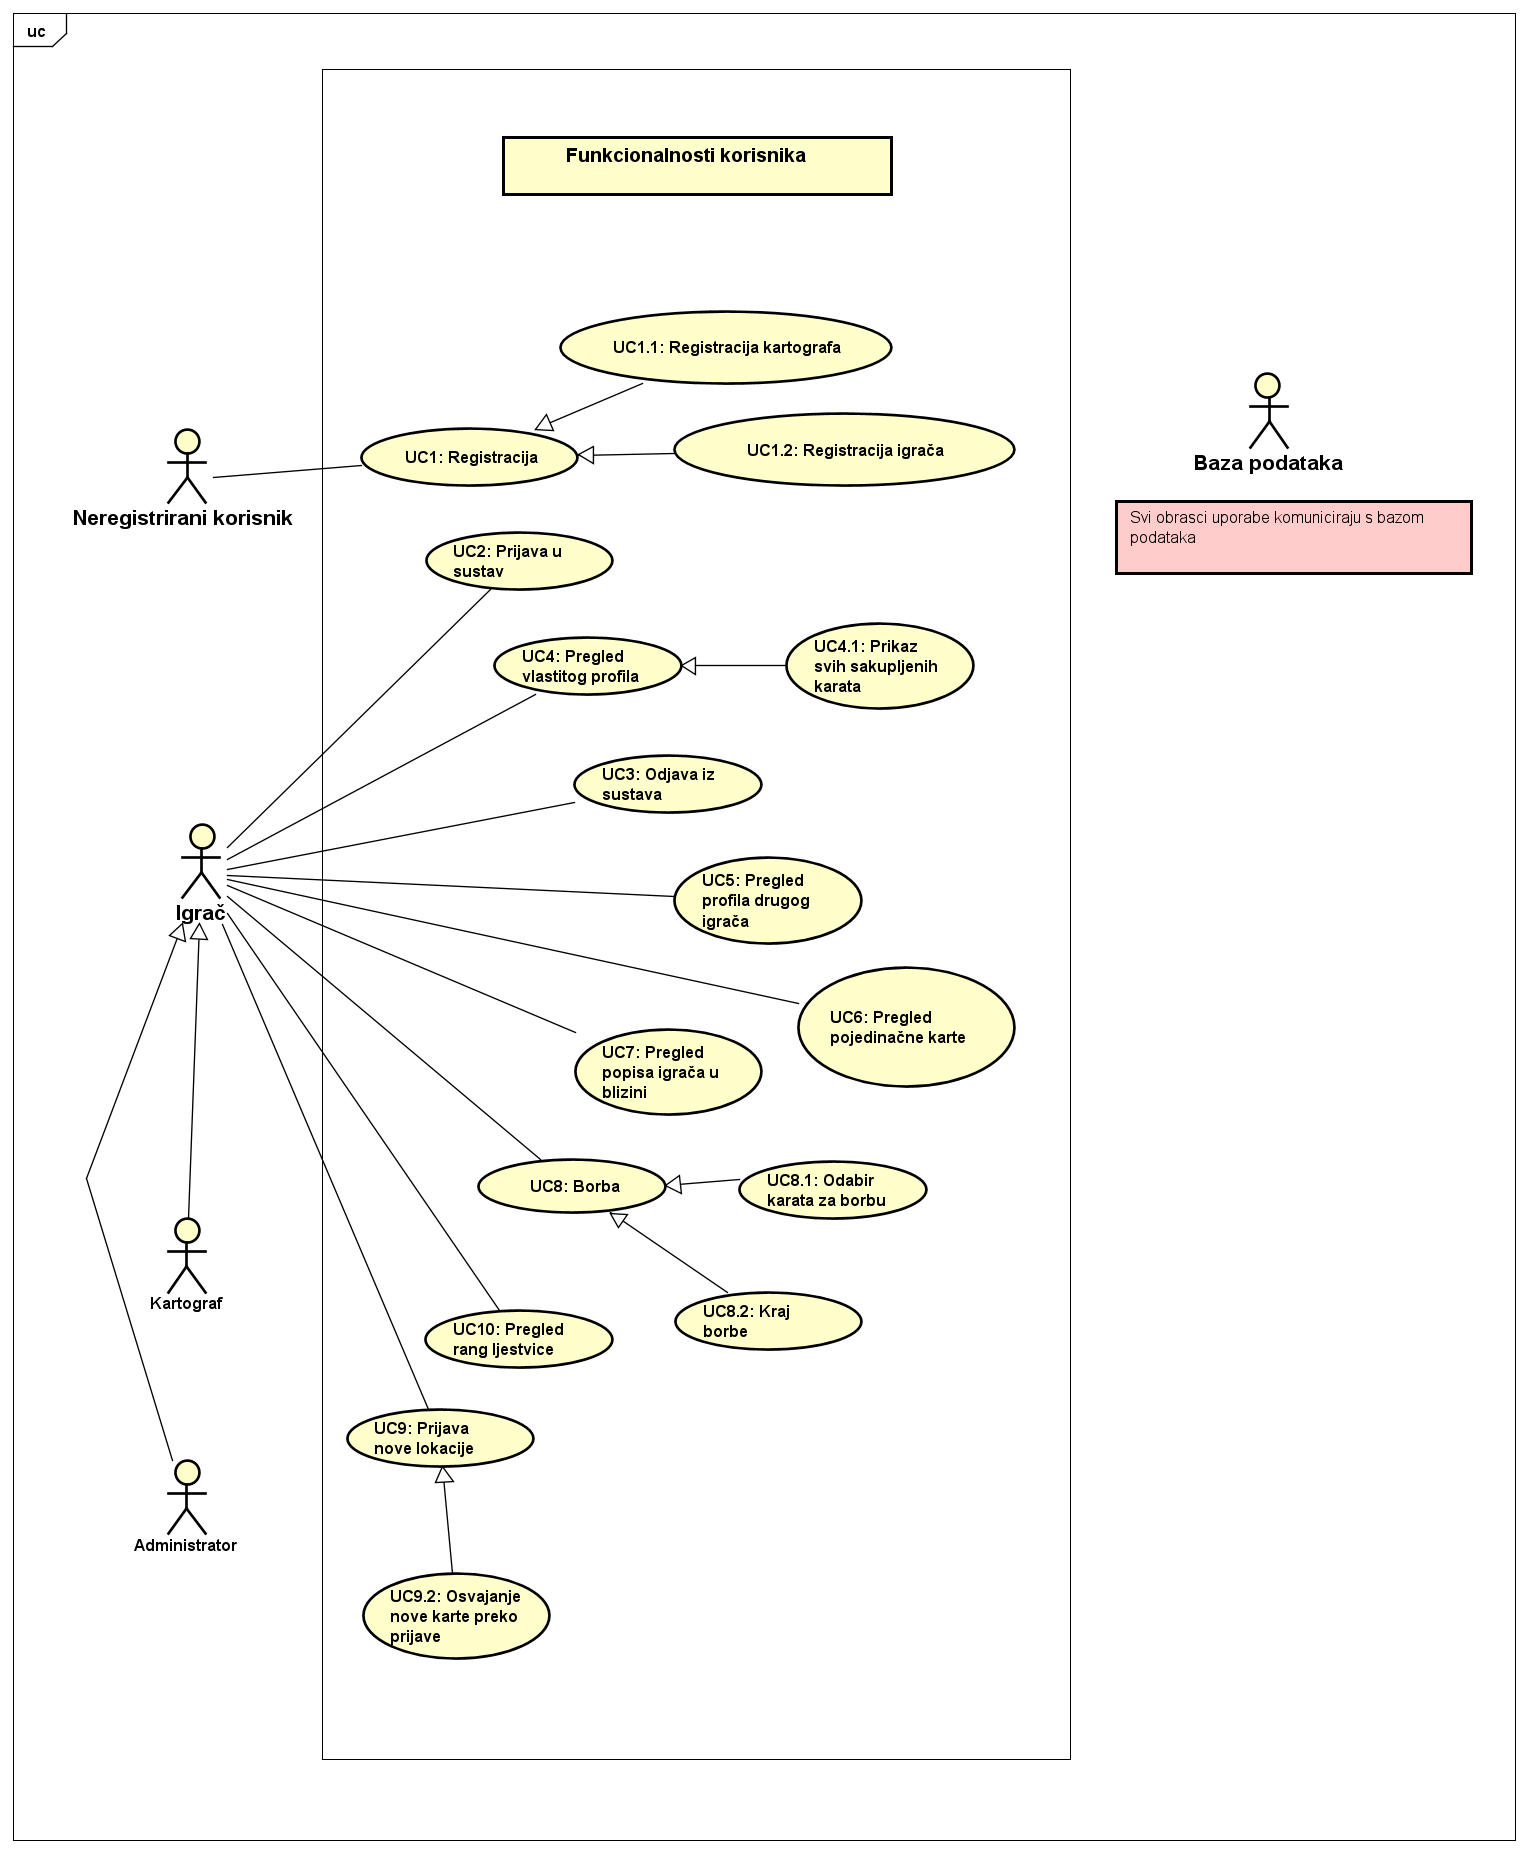 uc
Funkcionalnosti korisnika
UC1.1: Registracija kartografa
UC1: Registracija
UC1.2: Registracija igrača
Neregistrirani korisnik
Baza podataka
Svi obrasci uporabe komuniciraju s bazom
podataka
UC2: Prijava u
sustav
UC4: Pregled
vlastitog profila
UC4.1: Prikaz
svih sakupljenih
karata
UC3: Odjava iz
sustava
Igrač
UC5: Pregled
profila drugog
igrača
UC6: Pregled
pojedinačne karte
UC7: Pregled
popisa igrača u
blizini
UC8: Borba
UC8.1: Odabir
karata za borbu
Kartograf
UC8.2: Kraj
borbe
UC10: Pregled
rang ljestvice
UC9: Prijava
nove lokacije
Administrator
UC9.2: Osvajanje
nove karte preko
prijave